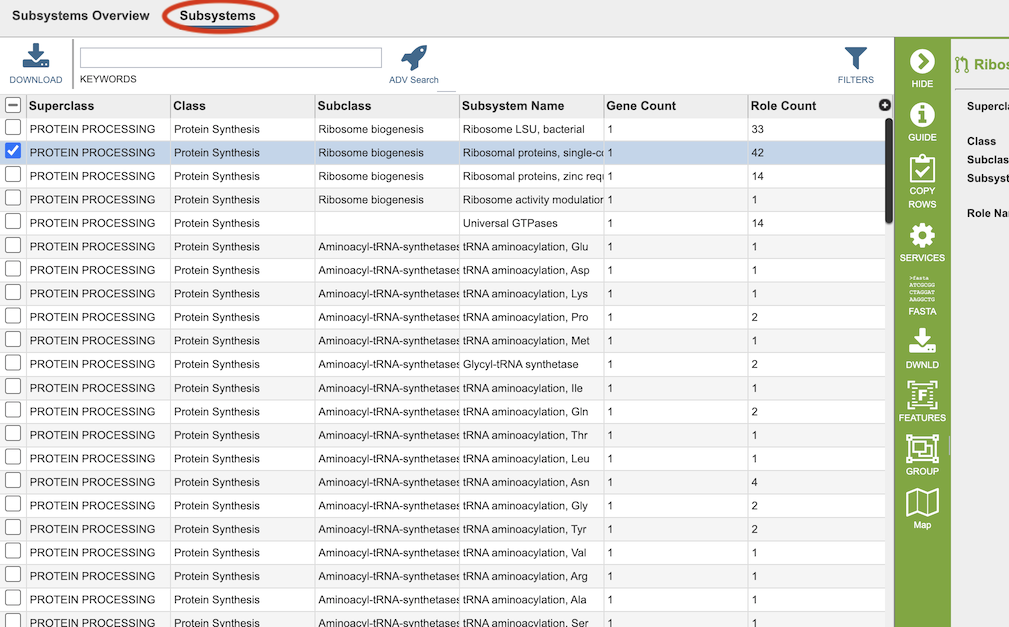 Subsystems Overview Subsystems
DOWNLOAD KEYWORDS ADV Search FILTERS
Superclass Class Subclass Subsystem Name Gene Count Role Count
PROTEIN PROCESSING Protein Synthesis Ribosome biogenesis Ribosome LSU, bacterial 1 33
PROTEIN PROCESSING Protein Synthesis Ribosome biogenesis Ribosomal proteins, single-co 1 42
PROTEIN PROCESSING Protein Synthesis Ribosome biogenesis Ribosomal proteins, zinc requ 1 14
PROTEIN PROCESSING Protein Synthesis Ribosome biogenesis Ribosome activity modulation 1 1
PROTEIN PROCESSING Protein Synthesis Universal GTPases 1 14
PROTEIN PROCESSING Protein Synthesis Aminoacyl-tRNA-synthetases tRNA aminoacylation, Glu 1 1
PROTEIN PROCESSING Protein Synthesis Aminoacyl-tRNA-synthetases tRNA aminoacylation, Asp 1 1
PROTEIN PROCESSING Protein Synthesis Aminoacyl-tRNA-synthetases tRNA aminoacylation, Lys 1 1
PROTEIN PROCESSING Protein Synthesis Aminoacyl-tRNA-synthetases tRNA aminoacylation, Pro 1 2
PROTEIN PROCESSING Protein Synthesis Aminoacyl-tRNA-synthetases tRNA aminoacylation, Met 1 1
PROTEIN PROCESSING Protein Synthesis Aminoacyl-tRNA-synthetases Glycyl-tRNA synthetase 1 2
PROTEIN PROCESSING Protein Synthesis Aminoacyl-tRNA-synthetases tRNA aminoacylation, Ile 1 1
PROTEIN PROCESSING Protein Synthesis Aminoacyl-tRNA-synthetases tRNA aminoacylation, Gln 1 2
PROTEIN PROCESSING Protein Synthesis Aminoacyl-tRNA-synthetases tRNA aminoacylation, Thr 1 1
PROTEIN PROCESSING Protein Synthesis Aminoacyl-tRNA-synthetases tRNA aminoacylation, Leu 1 1
PROTEIN PROCESSING Protein Synthesis Aminoacyl-tRNA-synthetases tRNA aminoacylation, Asn 1 4
PROTEIN PROCESSING Protein Synthesis Aminoacyl-tRNA-synthetases tRNA aminoacylation, Gly 1 2
PROTEIN PROCESSING Protein Synthesis Aminoacyl-tRNA-synthetases tRNA aminoacylation, Tyr 1 2
PROTEIN PROCESSING Protein Synthesis Aminoacyl-tRNA-synthetases tRNA aminoacylation, Val 1 1
PROTEIN PROCESSING Protein Synthesis Aminoacyl-tRNA-synthetases tRNA aminoacylation, Arg 1 1
PROTEIN PROCESSING Protein Synthesis Aminoacyl-tRNA-synthetases tRNA aminoacylation, Ala 1 1
PROTEIN PROCESSING Protein Synthesis Aminoacyl-tRNA-synthetases tRNA aminoacylation, Ser 1 1
HIDE
GUIDE
COPY
ROWS
SERVICES
>fasta
ATCGCGG
CTAGGAT
AAGGCTG
FASTA
DWNLD
F
FEATURES
GROUP
Map
Ribos
Supercla
Class
Subclas
Subsyst
Role Na